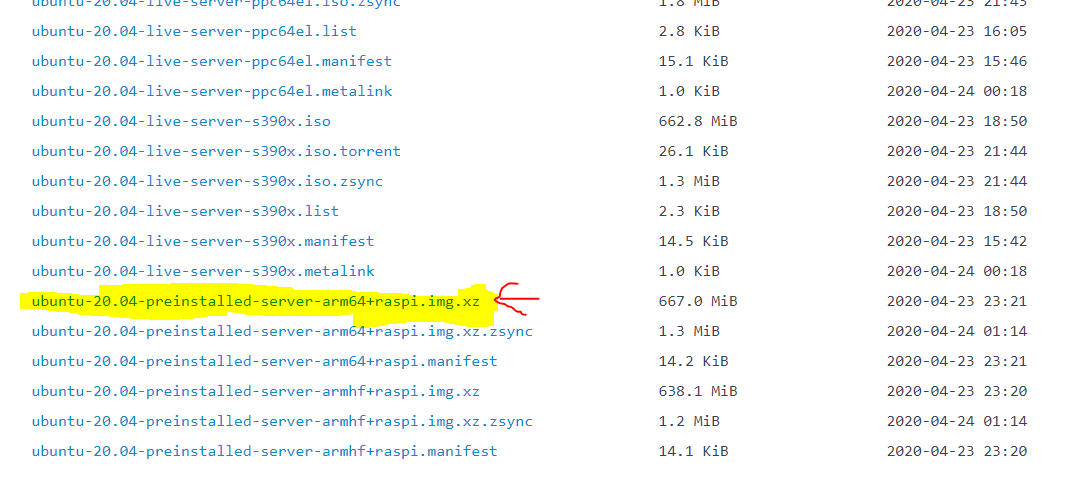 ubuntu-20.04-live-server-ppc64el.iso.zsync 1.8 MiB 2020-04-23 21:43
ubuntu-20.04-live-server-ppc64el.list 2.8 KiB 2020-04-23 16:05
ubuntu-20.04-live-server-ppc64el.manifest 15.1 KiB 2020-04-23 15:46
ubuntu-20.04-live-server-ppc64el.metalink 1.0 KiB 2020-04-24 00:18
ubuntu-20.04-live-server-s390x.iso 662.8 MiB 2020-04-23 18:50
ubuntu-20.04-live-server-s390x.iso.torrent 26.1 KiB 2020-04-23 21:44
ubuntu-20.04-live-server-s390x.iso.zsync 1.3 MiB 2020-04-23 21:44
ubuntu-20.04-live-server-s390x.list 2.3 KiB 2020-04-23 18:50
ubuntu-20.04-live-server-s390x.manifest 14.5 KiB 2020-04-23 15:42
ubuntu-20.04-live-server-s390x.metalink 1.0 KiB 2020-04-24 00:18
ubuntu-20.04-preinstalled-server-arm64+raspi.img.xz 667.0 MiB 2020-04-23 23:21
ubuntu-20.04-preinstalled-server-arm64+raspi.img.xz.zsync 1.3 MiB 2020-04-24 01:14
ubuntu-20.04-preinstalled-server-arm64+raspi.manifest 14.2 KiB 2020-04-23 23:21
ubuntu-20.04-preinstalled-server-armhf+raspi.img.xz 638.1 MiB 2020-04-23 23:20
ubuntu-20.04-preinstalled-server-armhf+raspi.img.xz.zsync 1.2 MiB 2020-04-24 01:14
ubuntu-20.04-preinstalled-server-armhf+raspi.manifest 14.1 KiB 2020-04-23 23:20